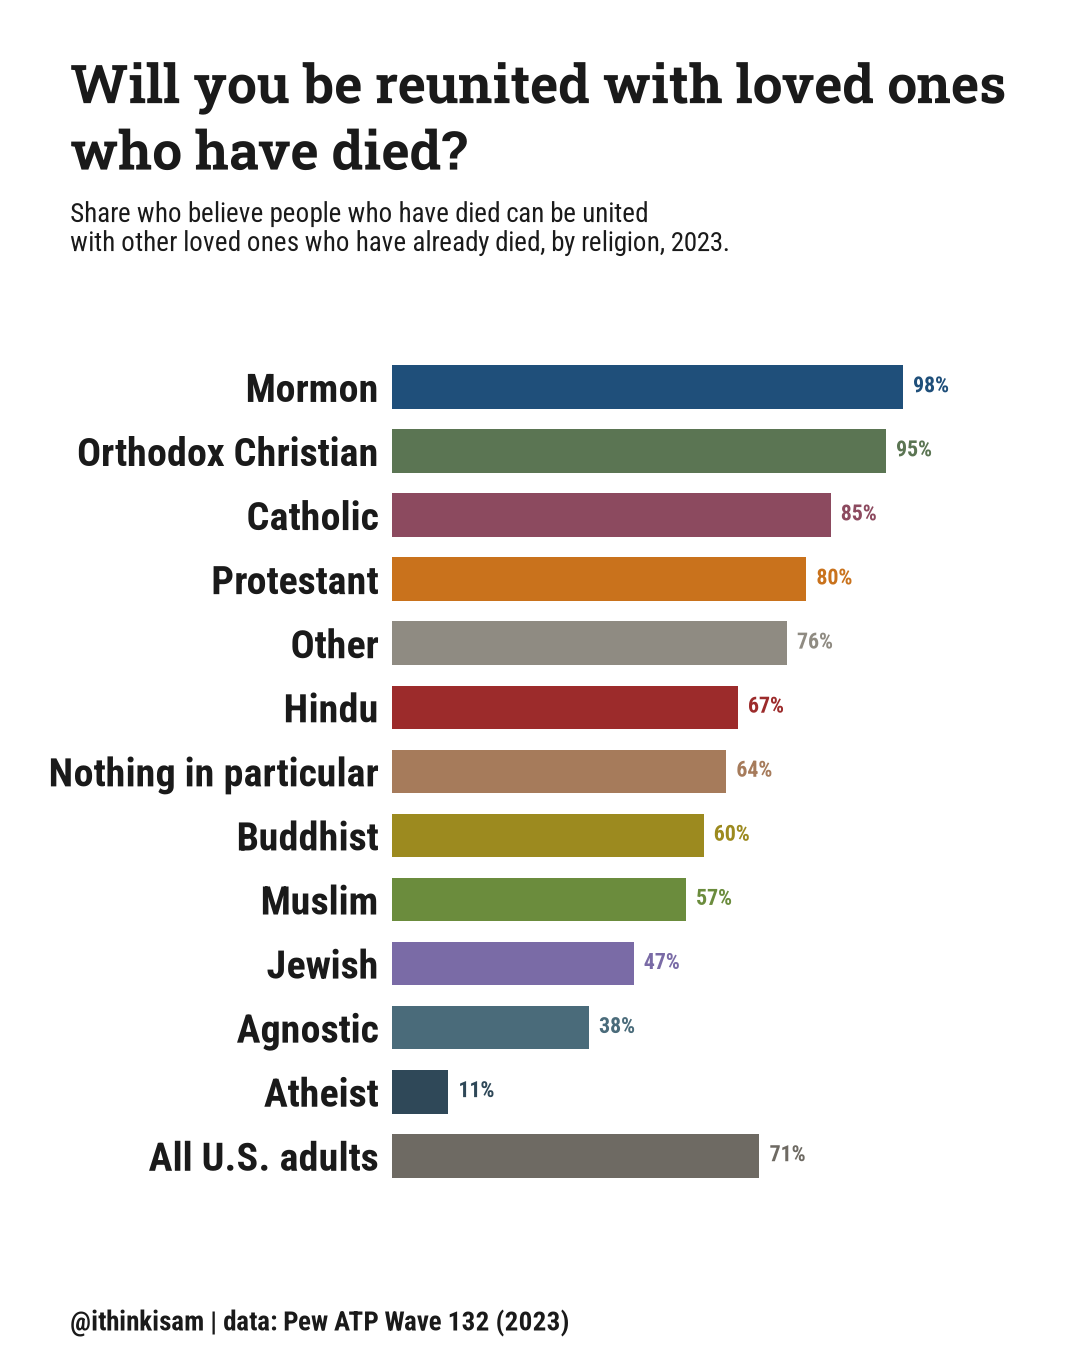 Will you be reunited with loved ones
who have died?
Share who believe people who have died can be united
with other loved ones who have already died, by religion, 2023.
Mormon 98%
Orthodox Christian 95%
Catholic 85%
Protestant 80%
Other 76%
Hindu 67%
Nothing in particular 64%
Buddhist 60%
Muslim 57%
Jewish 47%
Agnostic 38%
Atheist 11%
All U.S. adults 71%
@ithinkisam | data: Pew ATP Wave 132 (2023)